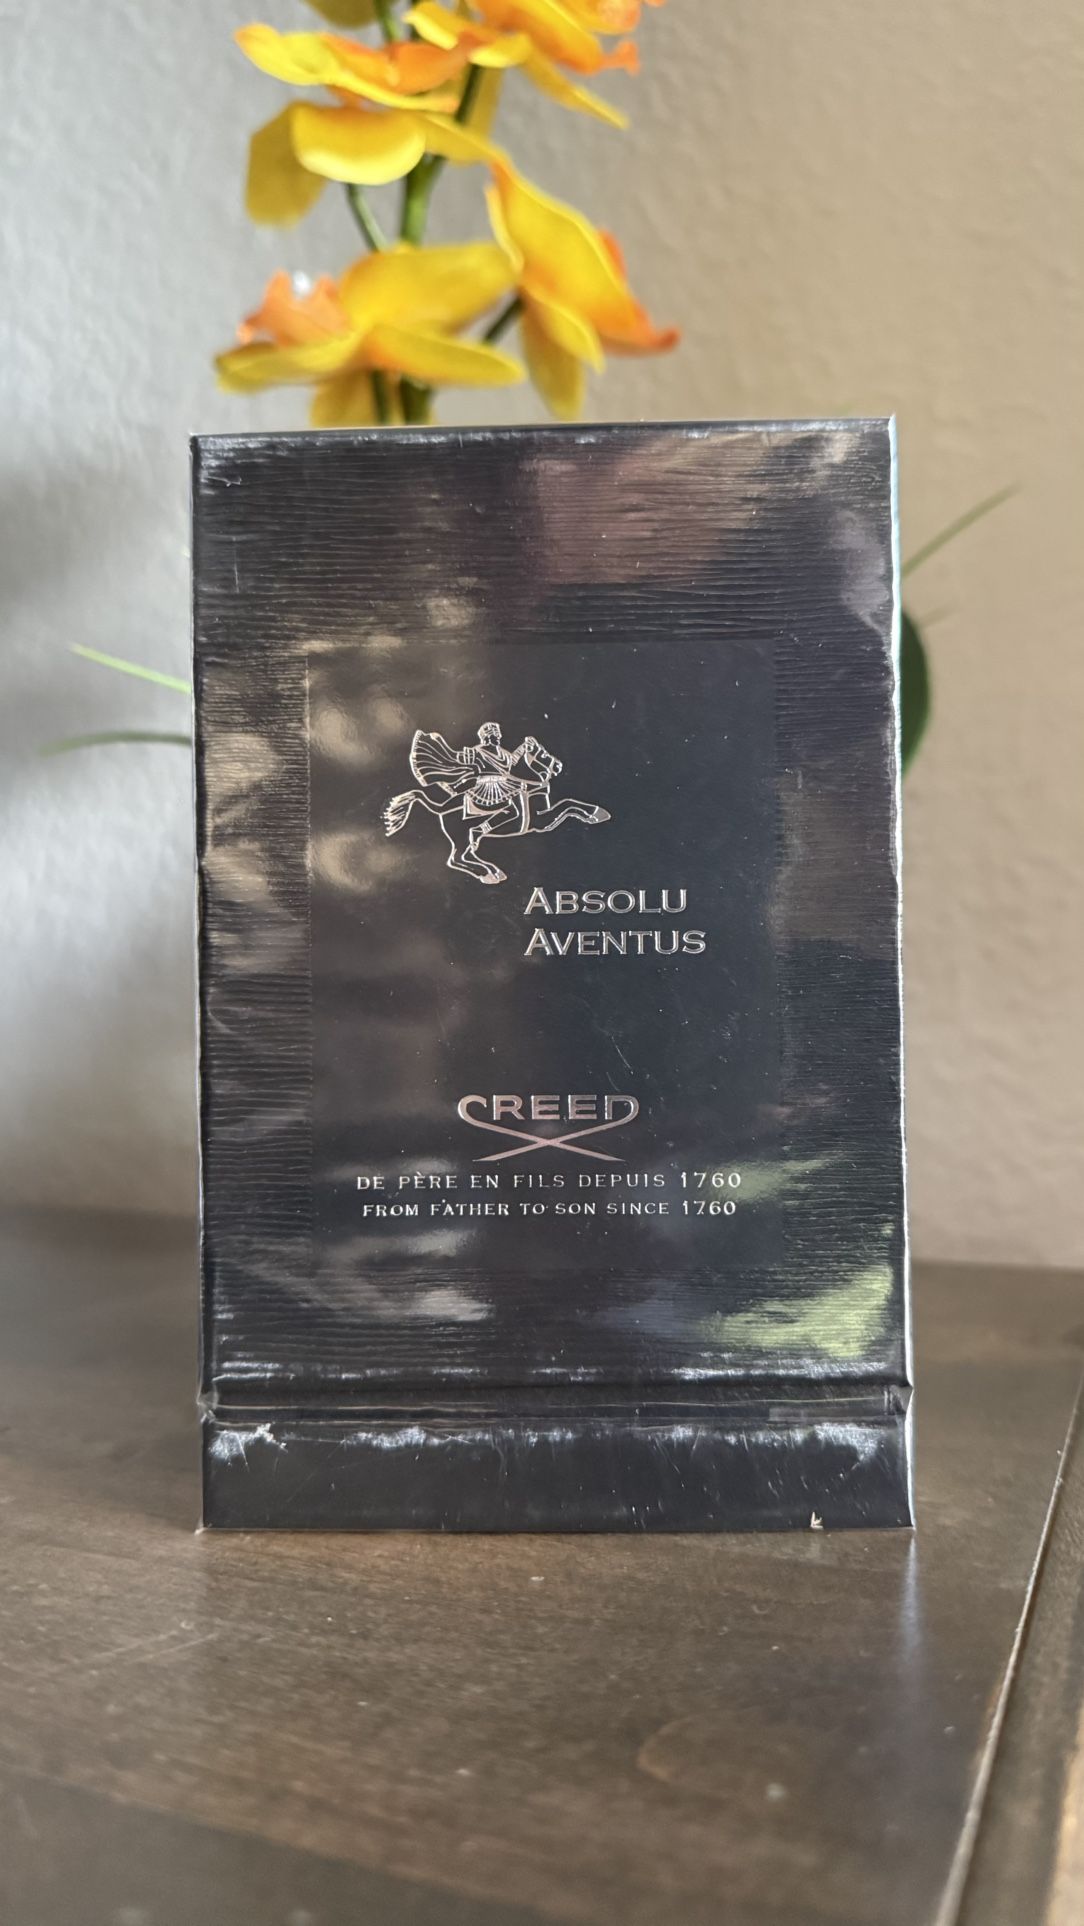 ABSOLU
AVENTUS
CREED
DE PÈRE EN FILS DEPUIS 1760
FROM FATHER TO SON SINCE 1760